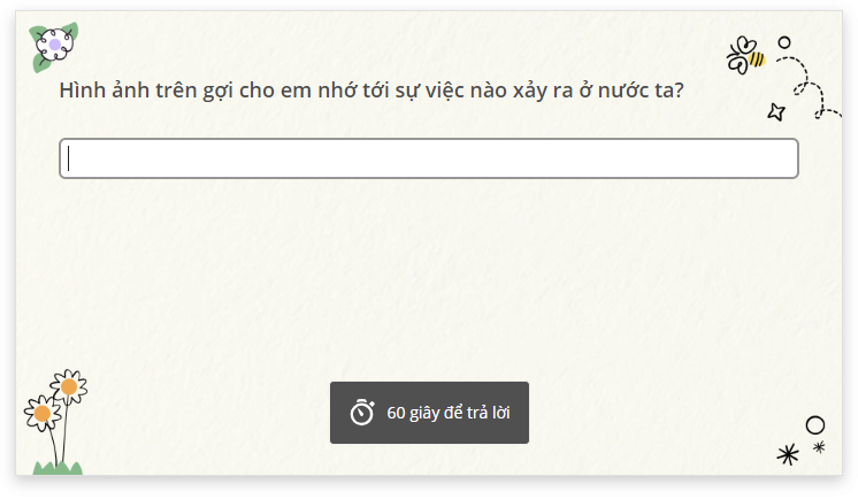 Hình ảnh trên gợi cho em nhớ tới sự việc nào xảy ra ở nước ta?
60 giây để trả lời